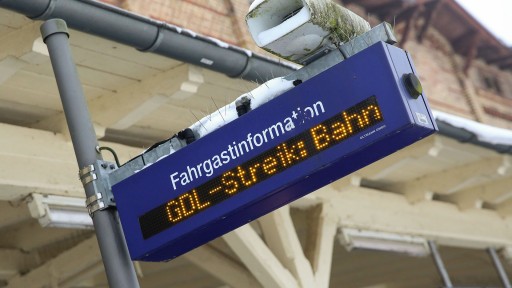 Fahrgastinformation
GDL-Streik: Bahn